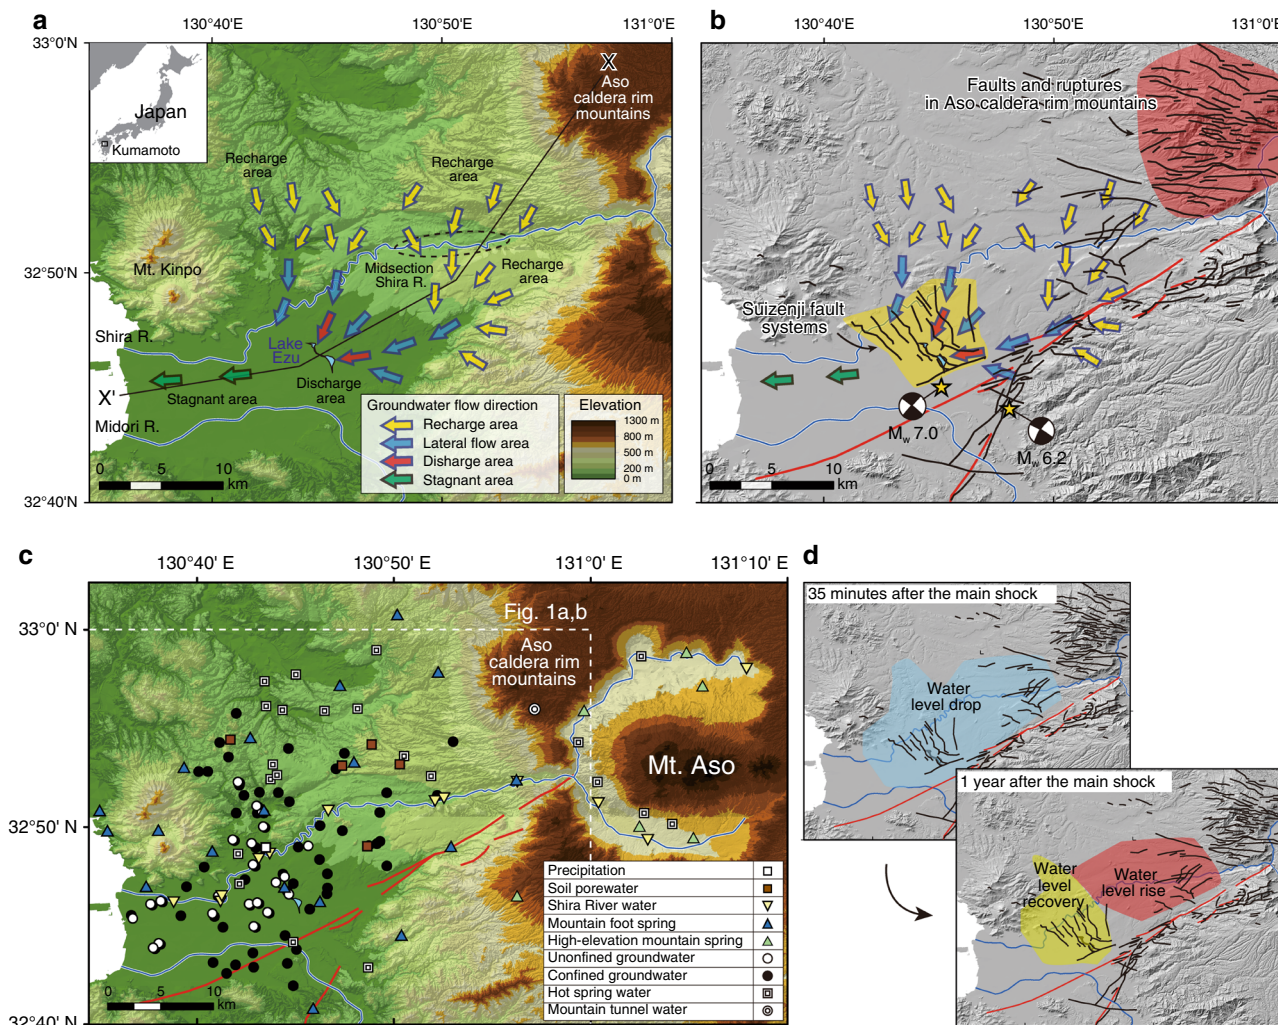 a
130°40'E
130°50'E
131°0'E
33°0'N
32°50'N
32°40'N
Japan
Kumamoto
X
Aso
caldera rim
mountains
Recharge
area
Recharge
area
Mt. Kinpo
Midsection
Shira R.
Recharge
area
Shira R.
Lake
Ezu
Discharge
area
Stagnant area
X'
Midori R.
Groundwater flow direction
Recharge area
Lateral flow area
Disharge area
Stagnant area
Elevation
1300 m
800 m
500 m
200 m
0 m
0 5 10
km
b
130°40'E
130°50'E
131°0'E
Faults and ruptures
in Aso caldera rim mountains
Suizenji fault
systems
Mw 7.0
Mw 6.2
0 5 10
km
c
130°40' E
130°50' E
131°0' E
131°10' E
33°0' N
32°50' N
32°40' N
Fig. 1a,b
Aso
caldera rim
mountains
Mt. Aso
Precipitation
Soil porewater
Shira River water
Mountain foot spring
High-elevation mountain spring
Unonfined groundwater
Confined groundwater
Hot spring water
Mountain tunnel water
0 5 10
km
d
35 minutes after the main shock
Water
level drop
1 year after the main shock
Water
level
recovery
Water
level rise